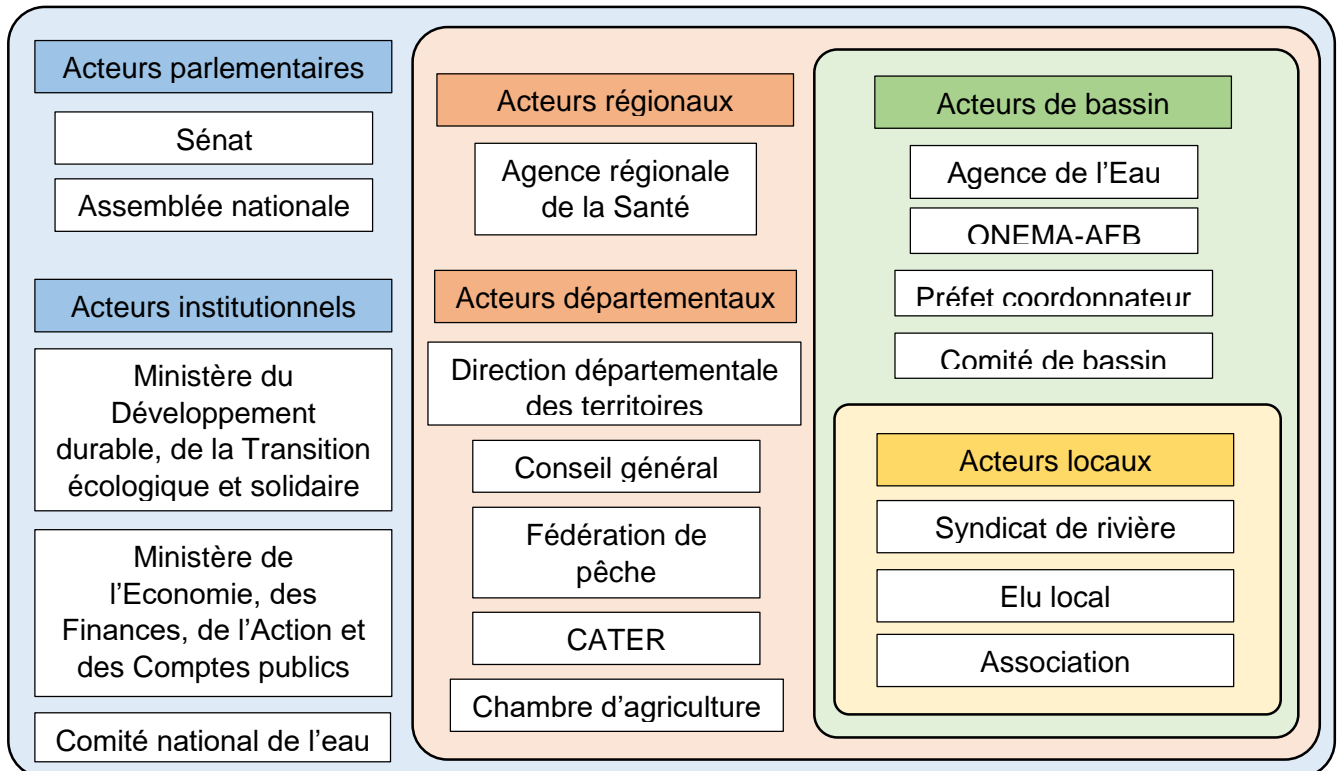 Acteurs parlementaires
Sénat
Assemblée nationale
Acteurs institutionnels
Ministère du
Développement
durable, de la Transition
écologique et solidaire
Ministère de
l'Economie, des
Finances, de l'Action et
des Comptes publics
Comité national de l'eau
Acteurs régionaux
Agence régionale
de la Santé
Acteurs départementaux
Direction départementale
des territoires
Conseil général
Fédération de
pêche
CATER
Chambre d'agriculture
Acteurs de bassin
Agence de l'Eau
ONEMA-AFB
Préfet coordonnateur
Comité de bassin
Acteurs locaux
Syndicat de rivière
Elu local
Association